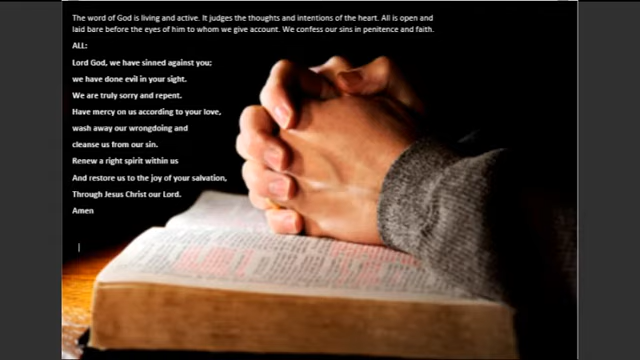 The word of God is living and active. It judges the thoughts and intentions of the heart. All is open and
laid bare before the eyes of him to whom we give account. We confess our sins in penitence and faith.
ALL:
Lord God, we have sinned against you;
we have done evil in your sight.
We are truly sorry and repent.
Have mercy on us according to your love,
wash away our wrongdoing and
cleanse us from our sin.
Renew a right spirit within us
And restore us to the joy of your salvation,
Through Jesus Christ our Lord.
Amen